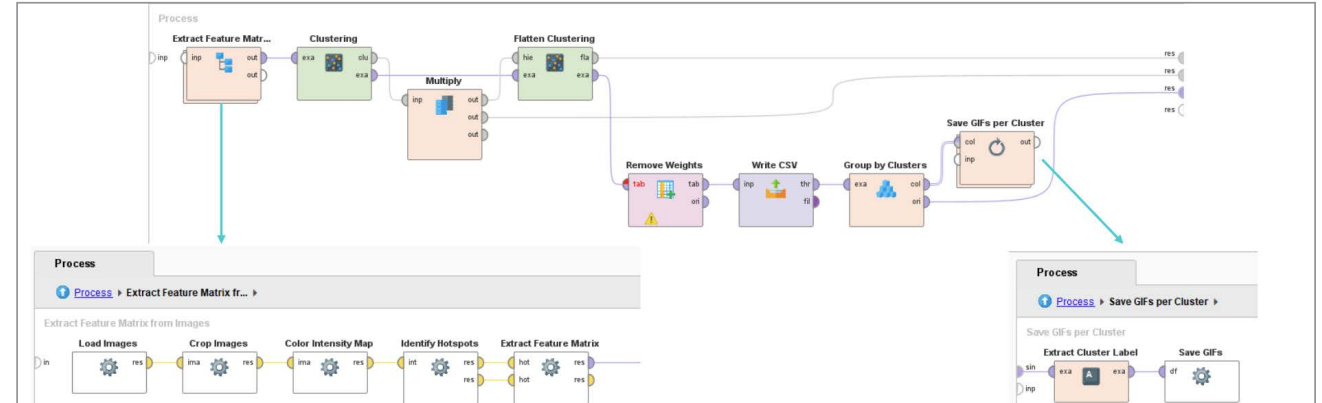 Process
Extract Feature Matr...
Clustering
Flatten Clustering
inp
inp
out
out
exa
clu
exa
hie
exa
fla
exa
res
res
res
res
Multiply
inp
out
out
out
Save GIFs per Cluster
col
inp
out
Remove Weights
Write CSV
Group by Clusters
tab
tab
ori
inp
thr
fil
exa
col
ori
Process
Process ▸ Extract Feature Matrix fr... ▸
Extract Feature Matrix from Images
Load Images
Crop Images
Color Intensity Map
Identify Hotspots
Extract Feature Matrix
in
res
ima
res
ima
res
int
res
res
hot
hot
res
res
Process
Process ▸ Save GIFs per Cluster ▸
Save GIFs per Cluster
Extract Cluster Label
Save GIFs
sin
inp
exa
A
exa
df